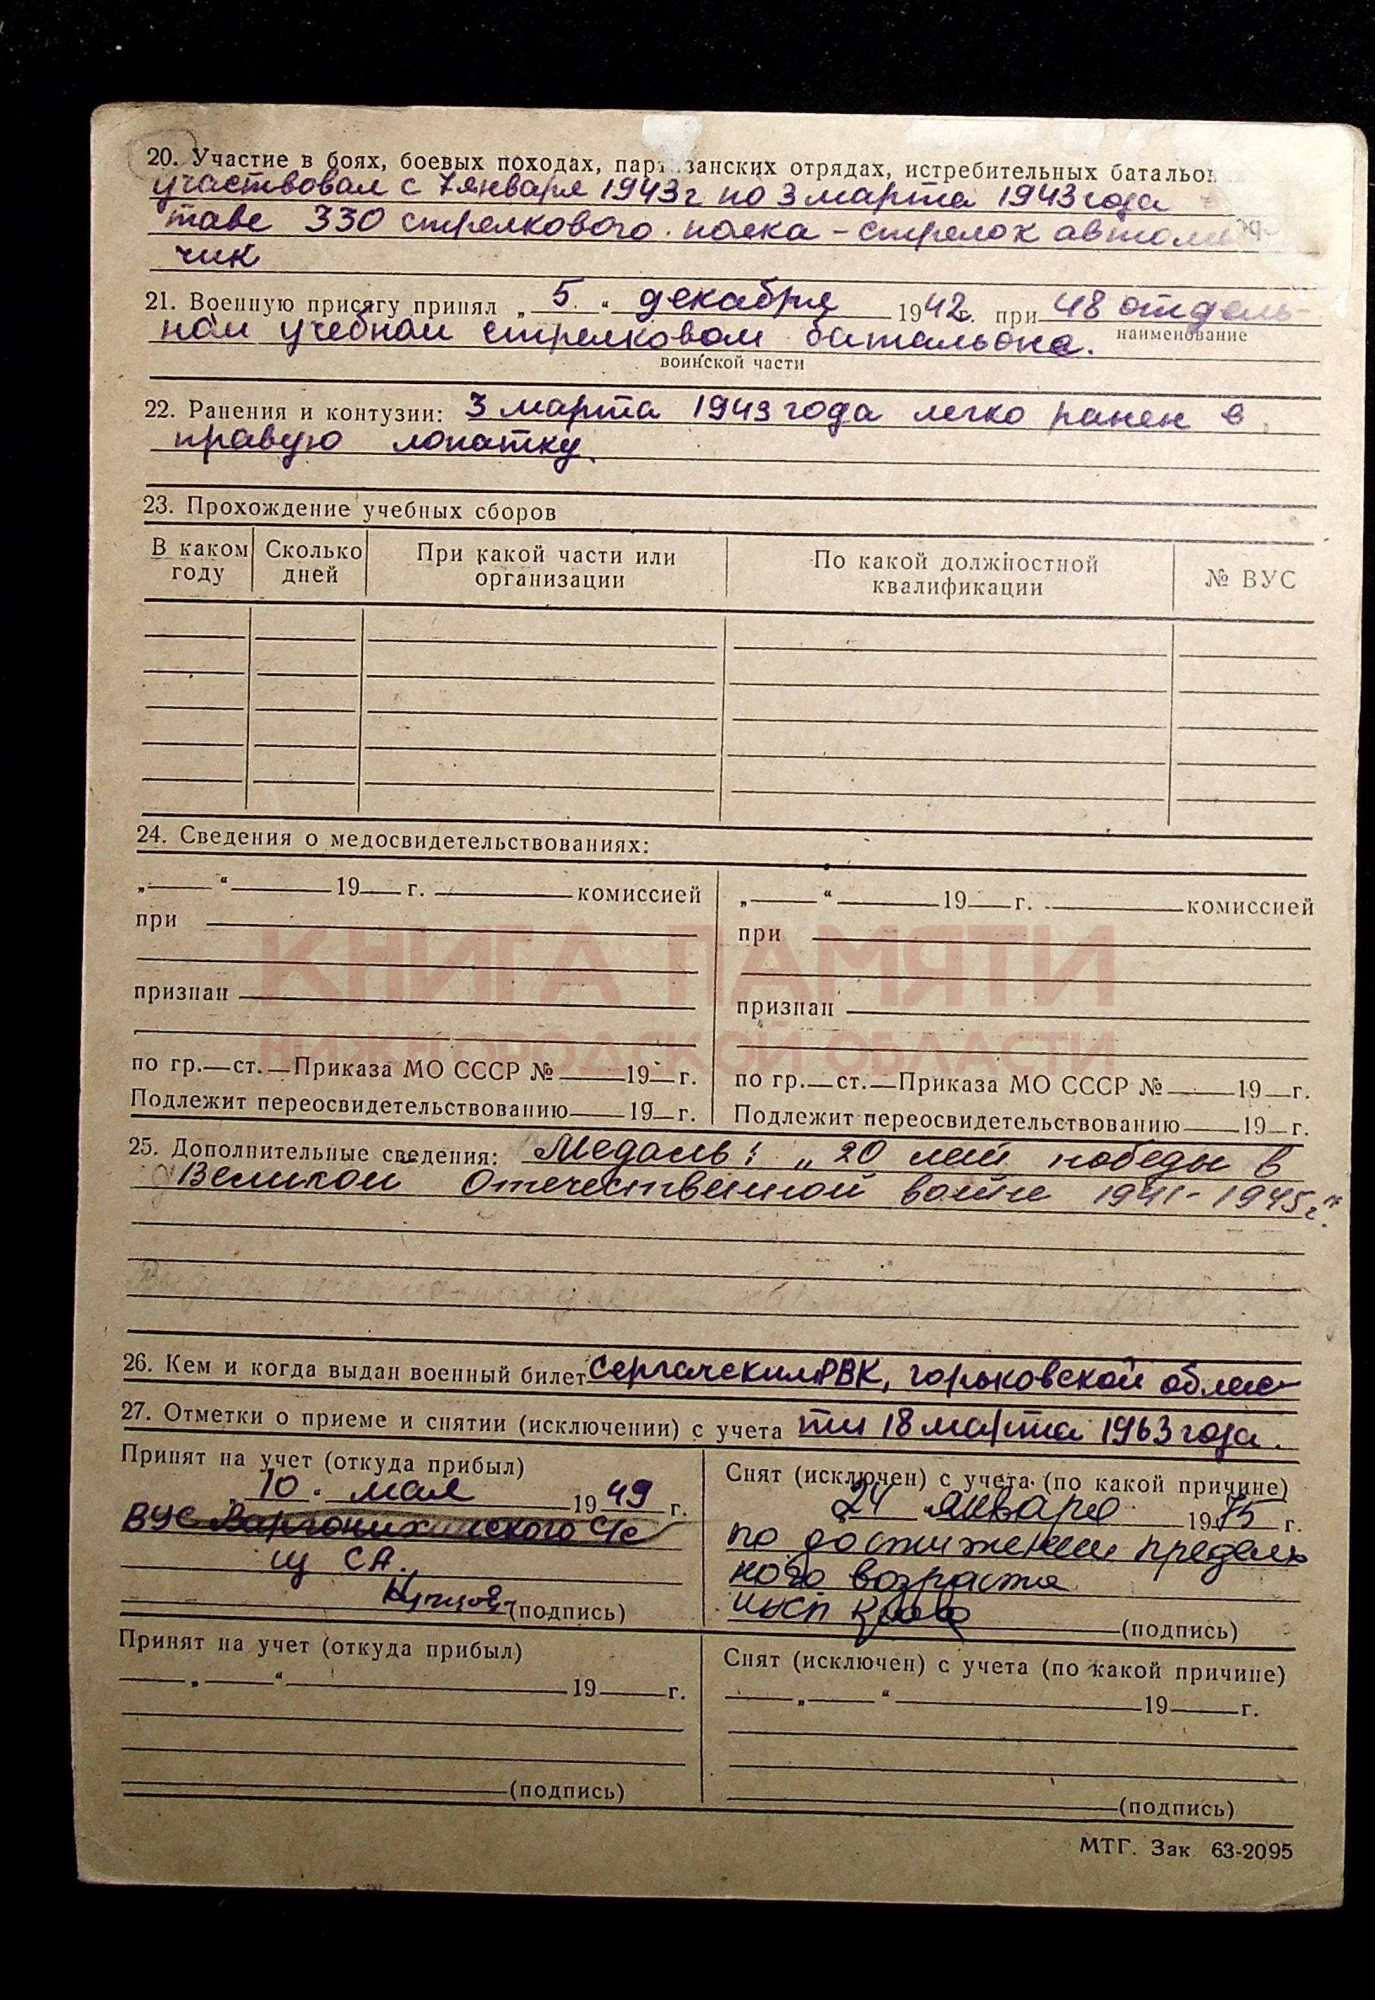 20. Участие в боях, боевых походах, партизанских отрядах, истребительных батальон
участвовал с 7 января 1943 г по 3 марта 1943 года
таве 330 стрелкового полка - стрелок автомат
чик
21. Военную присягу принял „ 5. “ декабря 1942 г. при 48 отдель-
ном учебном стрелковом батальоне. наименование
воинской части
22. Ранения и контузии: 3 марта 1943 года легко ранен в
правую лопатку.
23. Прохождение учебных сборов
В каком году Сколько дней При какой части или организации По какой должностной квалификации № ВУС
24. Сведения о медосвидетельствованиях:
„ “ 19 г. комиссией „ “ 19 г. комиссией
при при
признан признан
КНИГА ПАМЯТИ
НИЖЕГОРОДСКОЙ ОБЛАСТИ
по гр. ст. Приказа МО СССР № 19 г. по гр. ст. Приказа МО СССР № 19 г.
Подлежит переосвидетельствованию 19 г. Подлежит переосвидетельствованию 19 г.
25. Дополнительные сведения: Медаль: „20 лет победы в
Великой Отечественной войне 1941-1945 г."
26. Кем и когда выдан военный билет Сергачским РВК, горьковской облас-
27. Отметки о приеме и снятии (исключении) с учета ти 18 марта 1963 года.
Принят на учет (откуда прибыл) Снят (исключен) с учета (по какой причине)
10 “ мая 1949 г. 24 января 1975 г.
ВУС с/с по достижении предель
из СА. ного возраста
(подпись) (подпись)
Принят на учет (откуда прибыл) Снят (исключен) с учета (по какой причине)
„ “ 19 г. „ “ 19 г.
(подпись) (подпись)
МТГ. Зак 63-2095